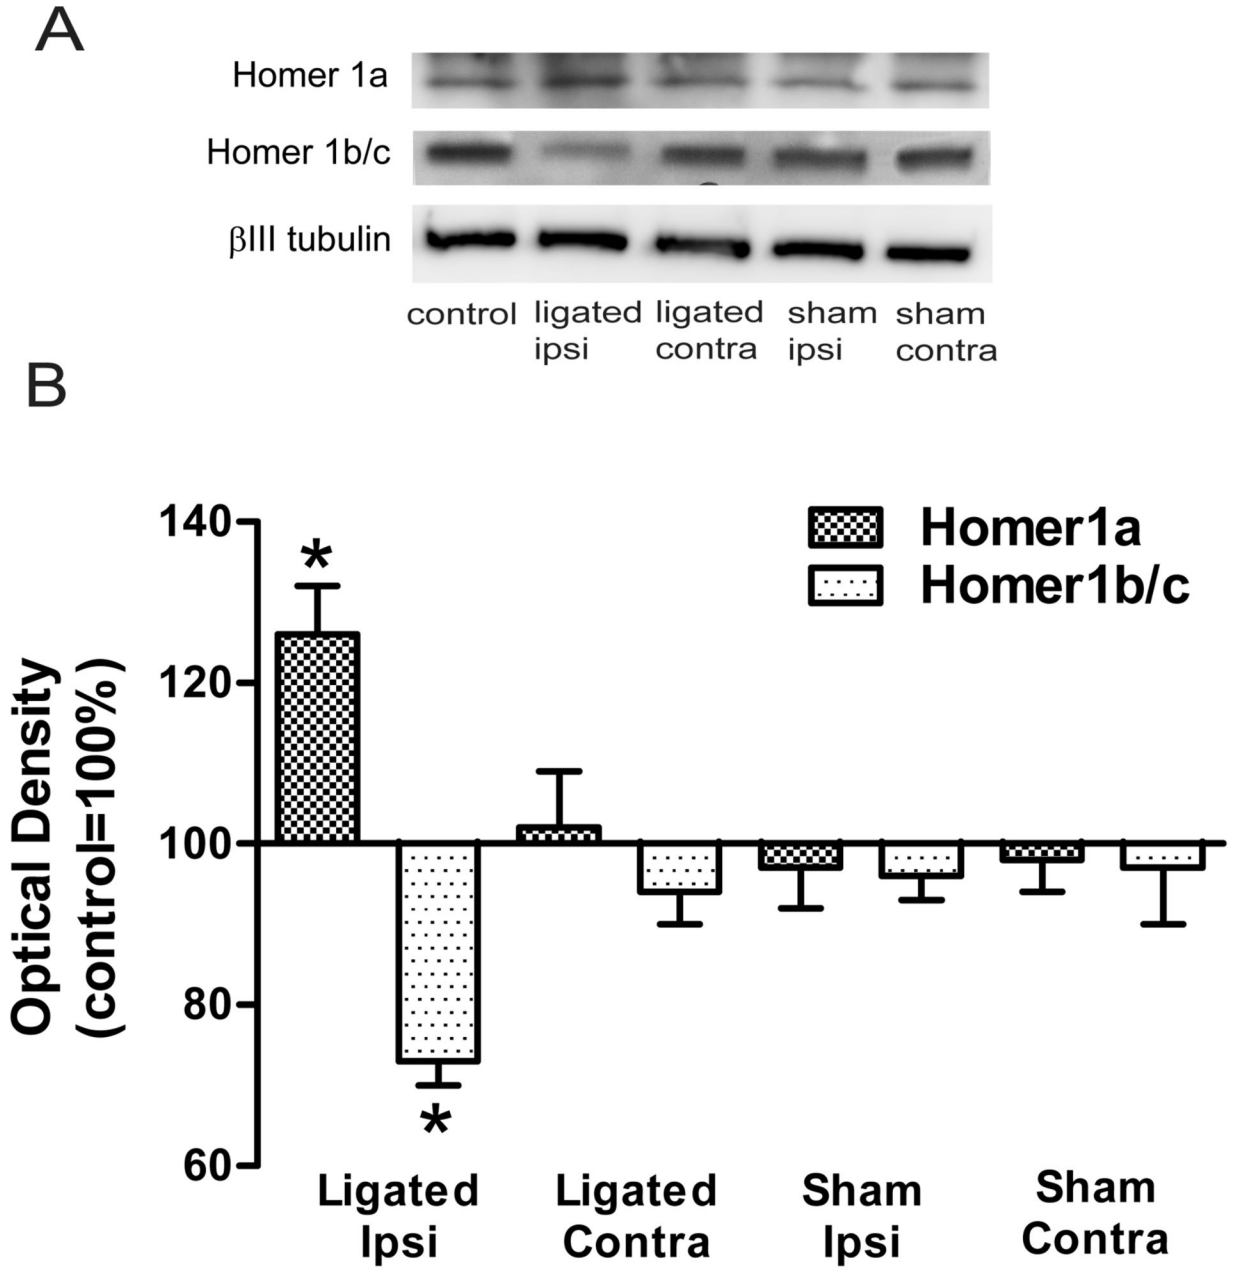 A
Homer 1a
Homer 1b/c
βIII tubulin
control ligated ligated sham sham
ipsi contra ipsi contra
B
Optical Density
(control=100%)
140
120
100
80
60
*
*
Homer1a
Homer1b/c
Ligated Ligated Sham Sham
Ipsi Contra Ipsi Contra